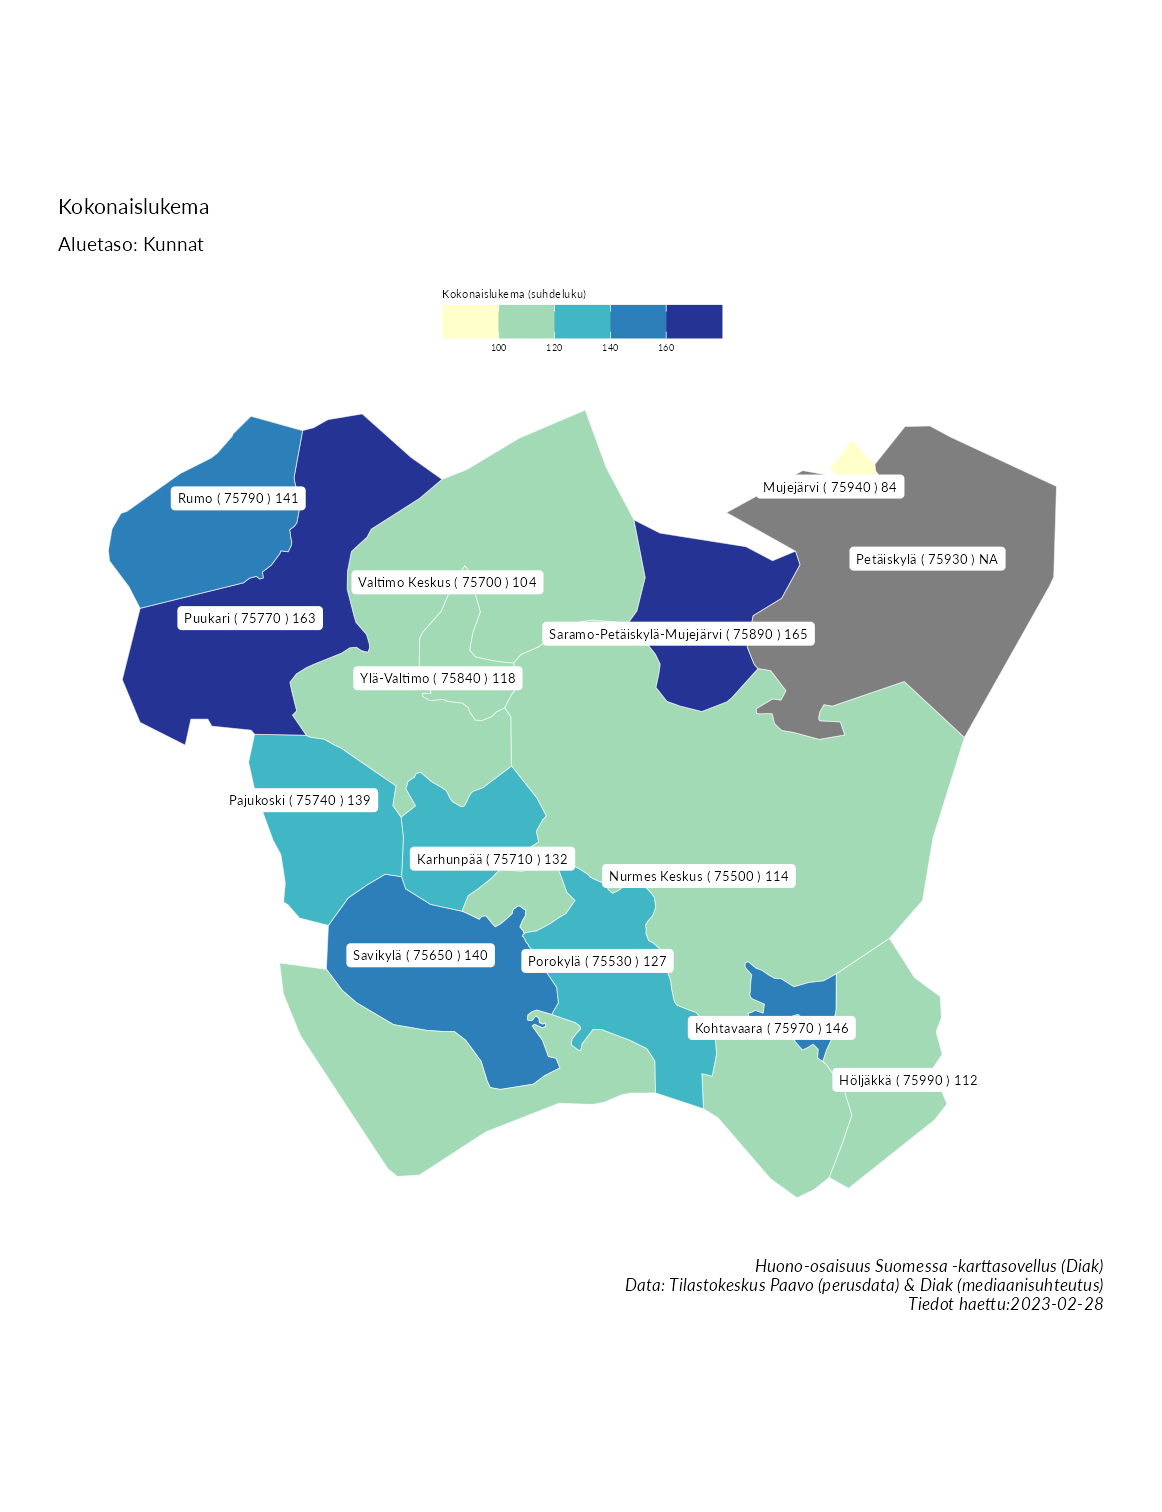 Kokonaislukema
Aluetaso: Kunnat
Kokonaislukema (suhdeluku)
100 120 140 160
Mujejärvi ( 75940 ) 84
Rumo ( 75790 ) 141
Petäiskylä ( 75930 ) NA
Valtimo Keskus ( 75700 ) 104
Puukari ( 75770 ) 163
Saramo-Petäiskylä-Mujejärvi ( 75890 ) 165
Ylä-Valtimo ( 75840 ) 118
Pajukoski ( 75740 ) 139
Karhunpää ( 75710 ) 132
Nurmes Keskus ( 75500 ) 114
Savikylä ( 75650 ) 140
Porokylä ( 75530 ) 127
Kohtavaara ( 75970 ) 146
Höljäkkä ( 75990 ) 112
Huono-osaisuus Suomessa -karttasovellus (Diak)
Data: Tilastokeskus Paavo (perusdata) & Diak (mediaanisuhteutus)
Tiedot haettu:2023-02-28